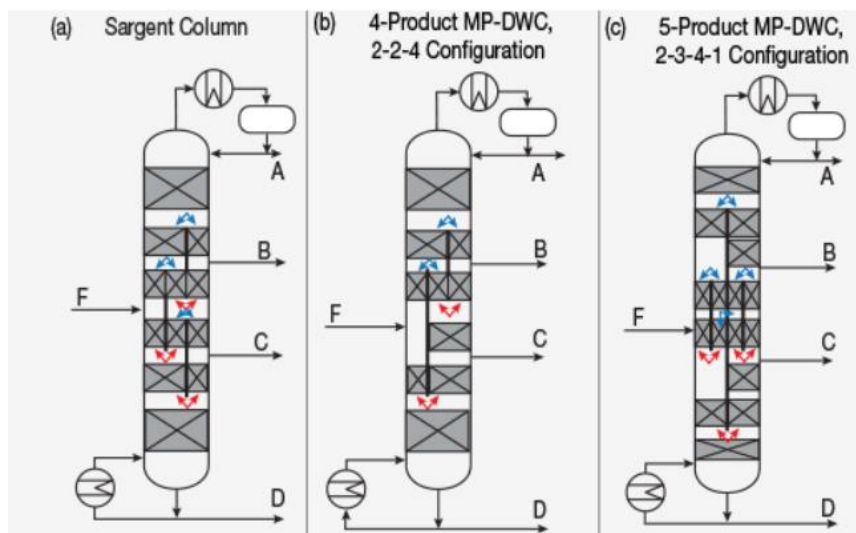 (a) Sargent Column
A
B
F
C
D
(b) 4-Product MP-DWC,
2-2-4 Configuration
A
B
F
C
D
(c) 5-Product MP-DWC,
2-3-4-1 Configuration
A
B
F
C
D